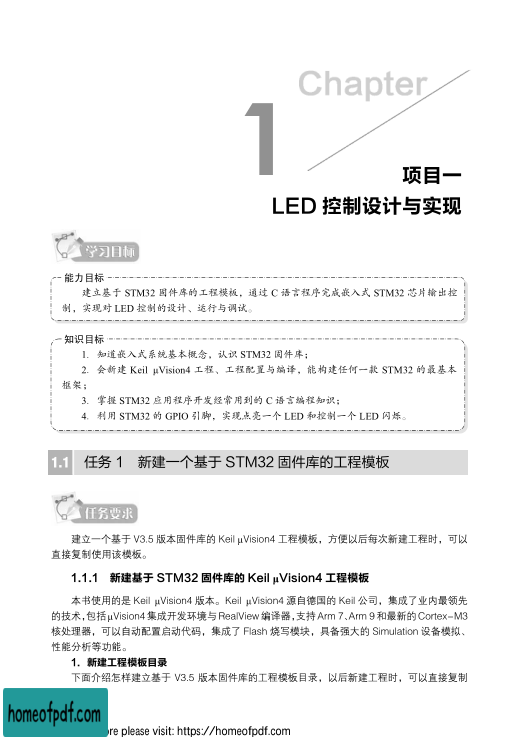 Chapter
1
项目一
LED 控制设计与实现
学习目标
能力目标
建立基于 STM32 固件库的工程模板，通过 C 语言程序完成嵌入式 STM32 芯片输出控
制，实现对 LED 控制的设计、运行与调试。
知识目标
1. 知道嵌入式系统基本概念，认识 STM32 固件库；
2. 会新建 Keil μVision4 工程、工程配置与编译，能构建任何一款 STM32 的最基本
框架；
3. 掌握 STM32 应用程序开发经常用到的 C 语言编程知识；
4. 利用 STM32 的 GPIO 引脚，实现点亮一个 LED 和控制一个 LED 闪烁。
1.1 任务 1 新建一个基于 STM32 固件库的工程模板
任务要求
建立一个基于 V3.5 版本固件库的 Keil μVision4 工程模板，方便以后每次新建工程时，可以
直接复制使用该模板。
1.1.1 新建基于 STM32 固件库的 Keil μVision4 工程模板
本书使用的是 Keil μVision4 版本。Keil μVision4 源自德国的 Keil 公司，集成了业内最领先
的技术，包括 μVision4 集成开发环境与 RealView 编译器，支持 Arm 7、Arm 9 和最新的 Cortex-M3
核处理器，可以自动配置启动代码，集成了 Flash 烧写模块，具备强大的 Simulation 设备模拟、
性能分析等功能。
1．新建工程模板目录
下面介绍怎样建立基于 V3.5 版本固件库的工程模板目录，以后新建工程时，可以直接复制
homeofpdf.com
ore please visit: https://homeofpdf.com